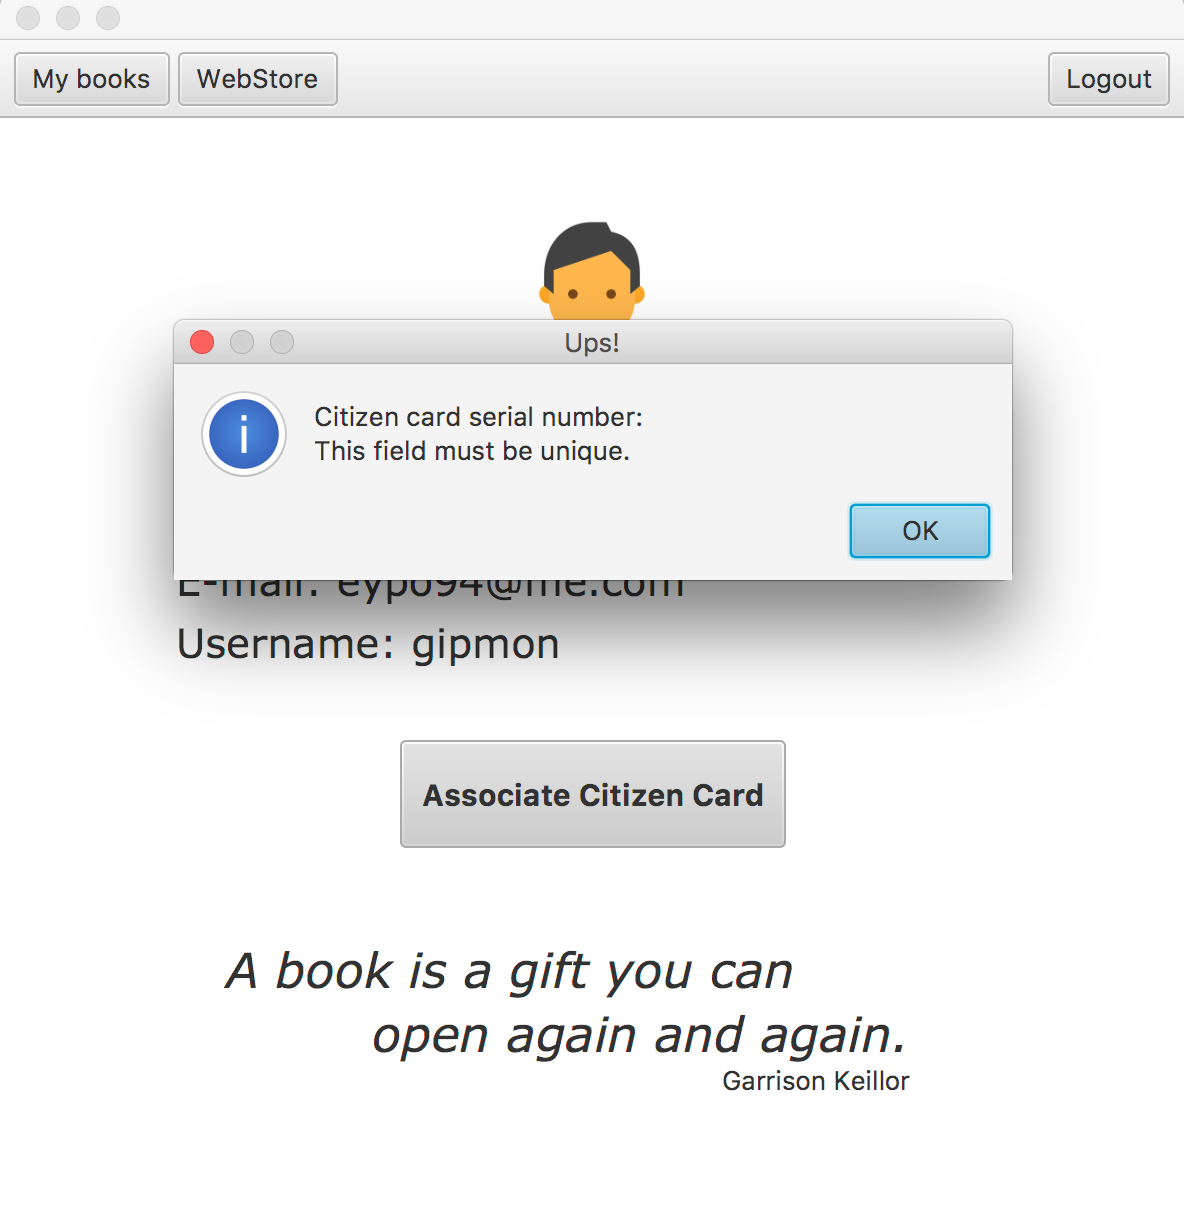 My books WebStore Logout
Ups!
Citizen card serial number:
This field must be unique.
OK
E-mail: eypo94@me.com
Username: gipmon
Associate Citizen Card
A book is a gift you can
open again and again.
Garrison Keillor